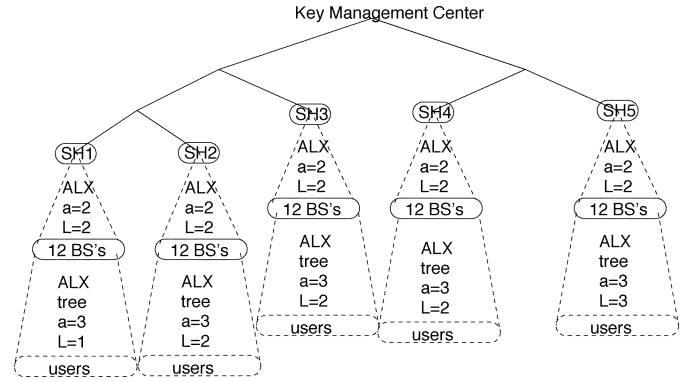 Key Management Center
SH3
SH4
SH5
SH1
SH2
ALX
a=2
L=2
ALX
a=2
L=2
ALX
a=2
L=2
ALX
a=2
L=2
ALX
a=2
L=2
12 BS's
12 BS's
12 BS's
12 BS's
12 BS's
ALX
tree
a=3
L=2
ALX
tree
a=3
L=2
ALX
tree
a=3
L=3
ALX
tree
a=3
L=1
ALX
tree
a=3
L=2
users
users
users
users
users